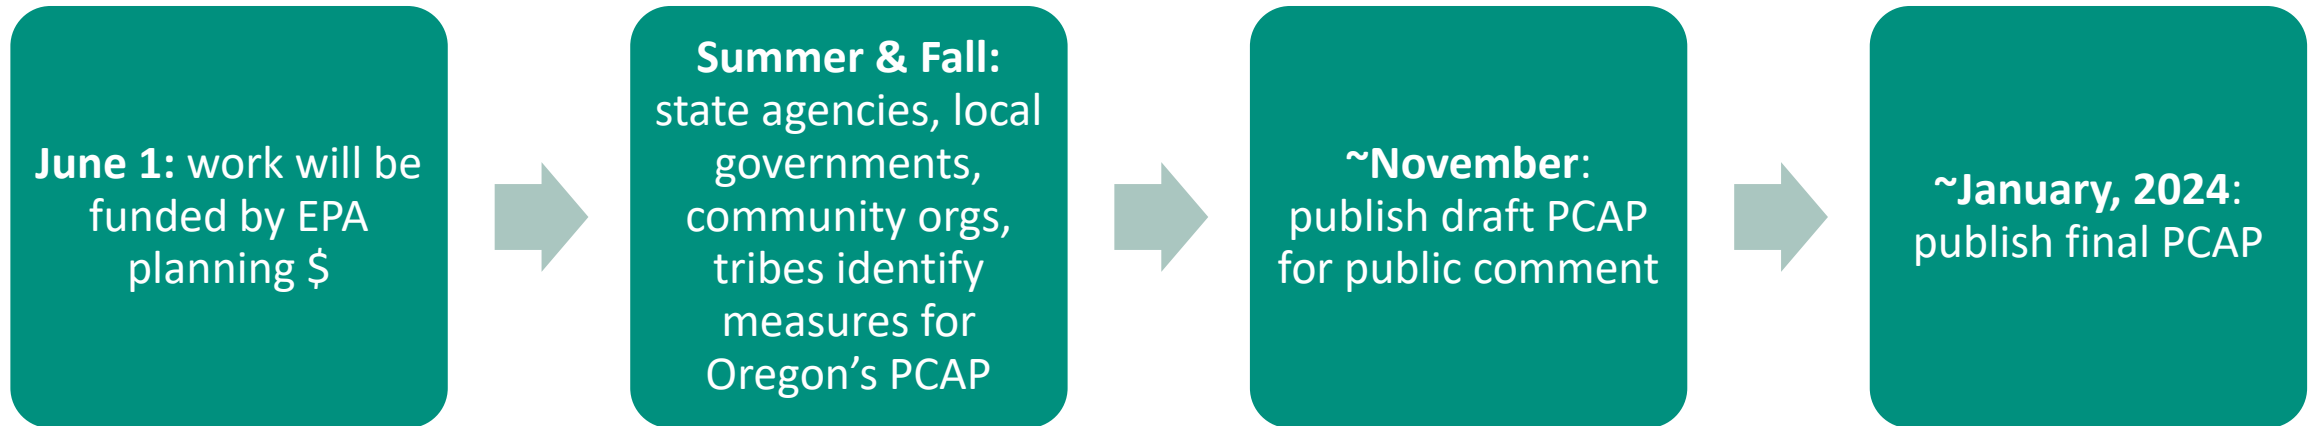 June 1: work will be
funded by EPA
planning $
Summer & Fall:
state agencies, local
governments,
community orgs,
tribes identify
measures for
Oregon’s PCAP
~November:
publish draft PCAP
for public comment
~January, 2024:
publish final PCAP